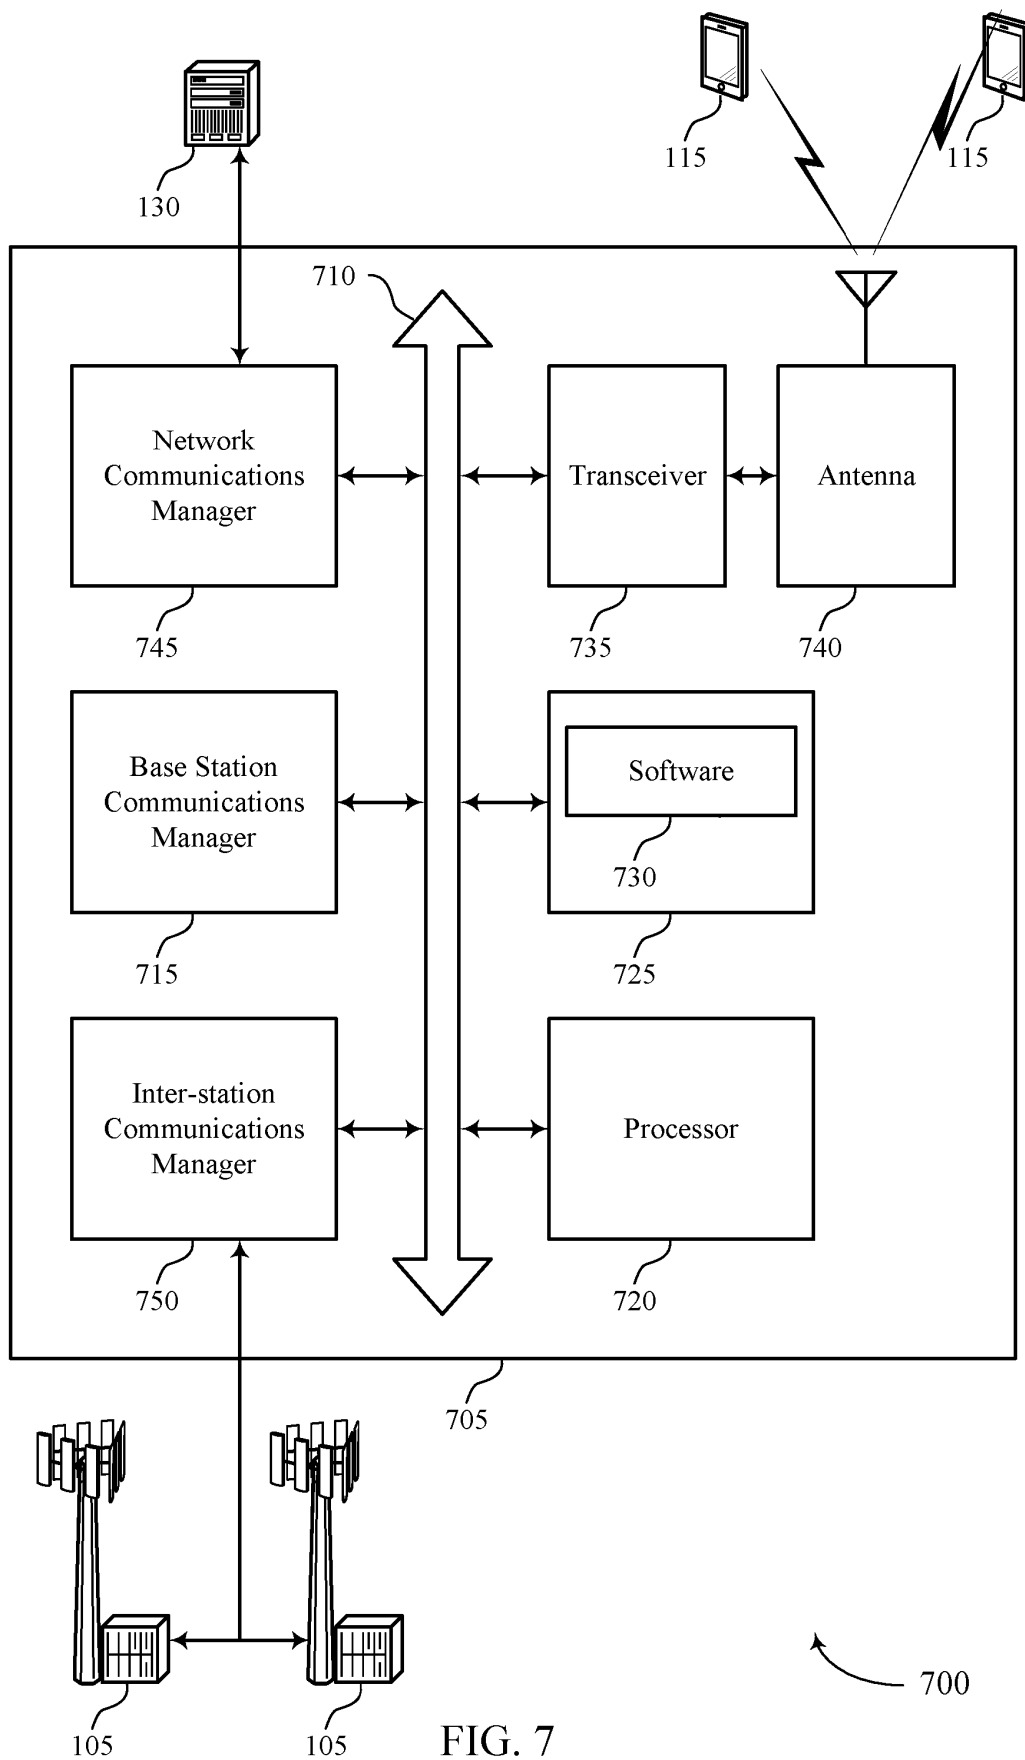 115
115
130
710
Network
Communications
Manager
Transceiver
Antenna
745
735
740
Base Station
Communications
Manager
Software
730
715
725
Inter-station
Communications
Manager
Processor
750
720
705
700
105
105
FIG. 7